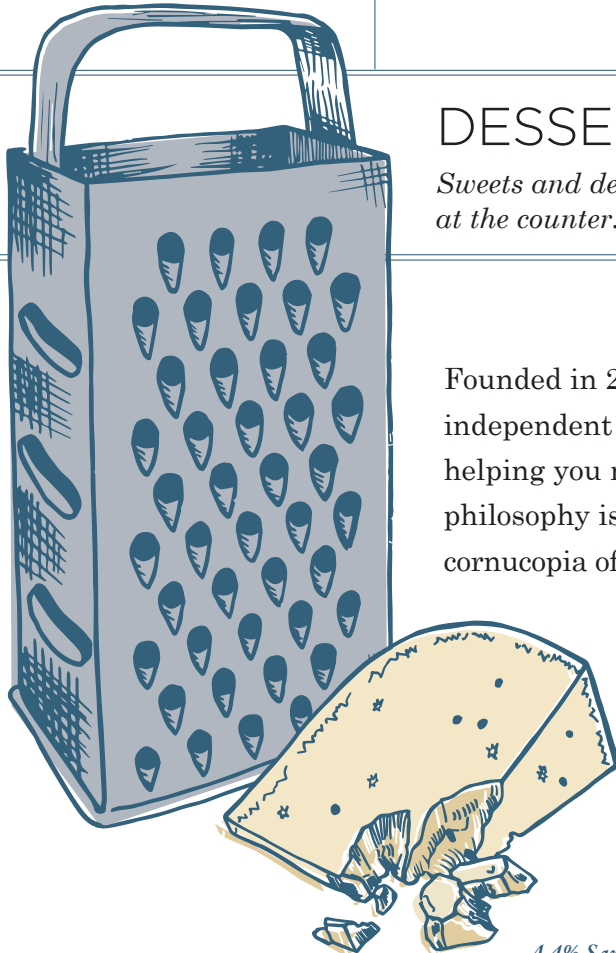 DESSE
Sweets and de
at the counter.
Founded in 2
independent
helping you
philosophy is
cornucopia of